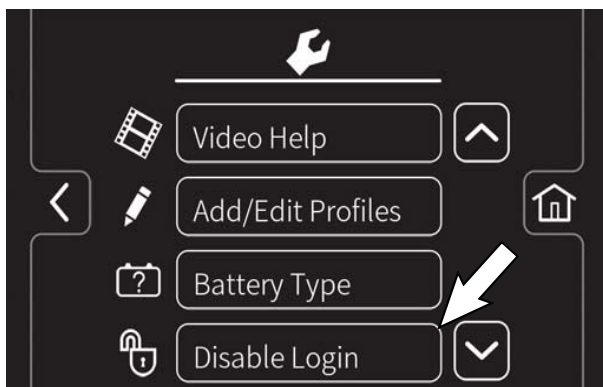 Video Help
Add/Edit Profiles
?
Battery Type
Disable Login